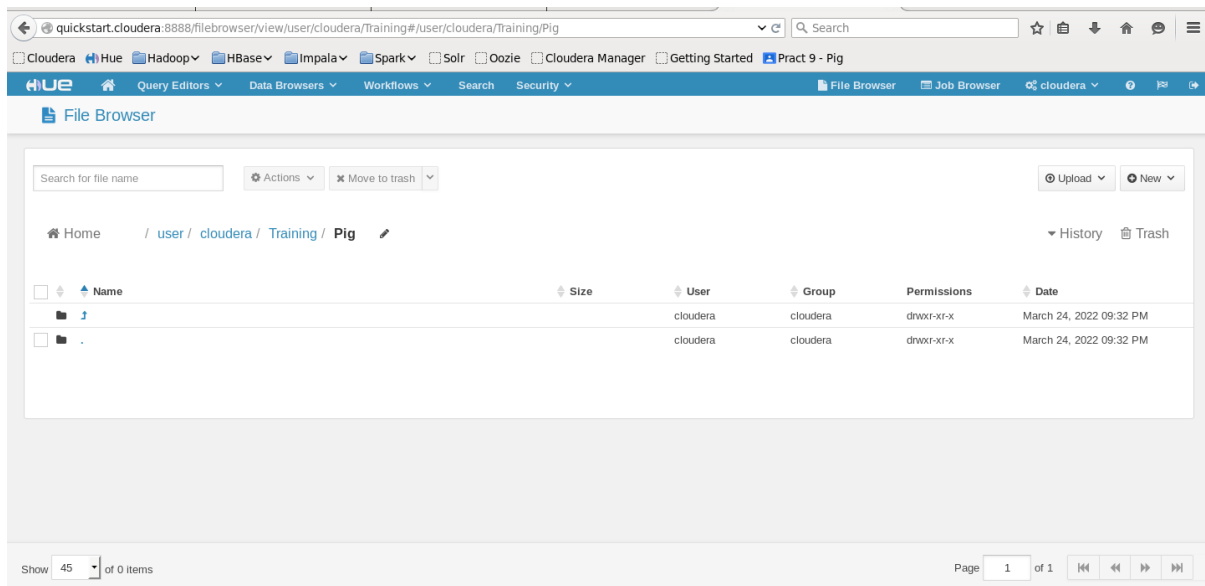 quickstart.cloudera:8888/filebrowser/view/user/cloudera/Training#/user/cloudera/Training/Pig Search
Cloudera Hue Hadoop HBase Impala Spark Solr Oozie Cloudera Manager Getting Started Pract 9 - Pig
HUE Query Editors Data Browsers Workflows Search Security File Browser Job Browser cloudera ?
File Browser
Search for file name Actions Move to trash Upload New
Home / user / cloudera / Training / Pig History Trash
Name Size User Group Permissions Date
cloudera cloudera drwxr-xr-x March 24, 2022 09:32 PM
. cloudera cloudera drwxr-xr-x March 24, 2022 09:32 PM
Show 45 of 0 items Page 1 of 1